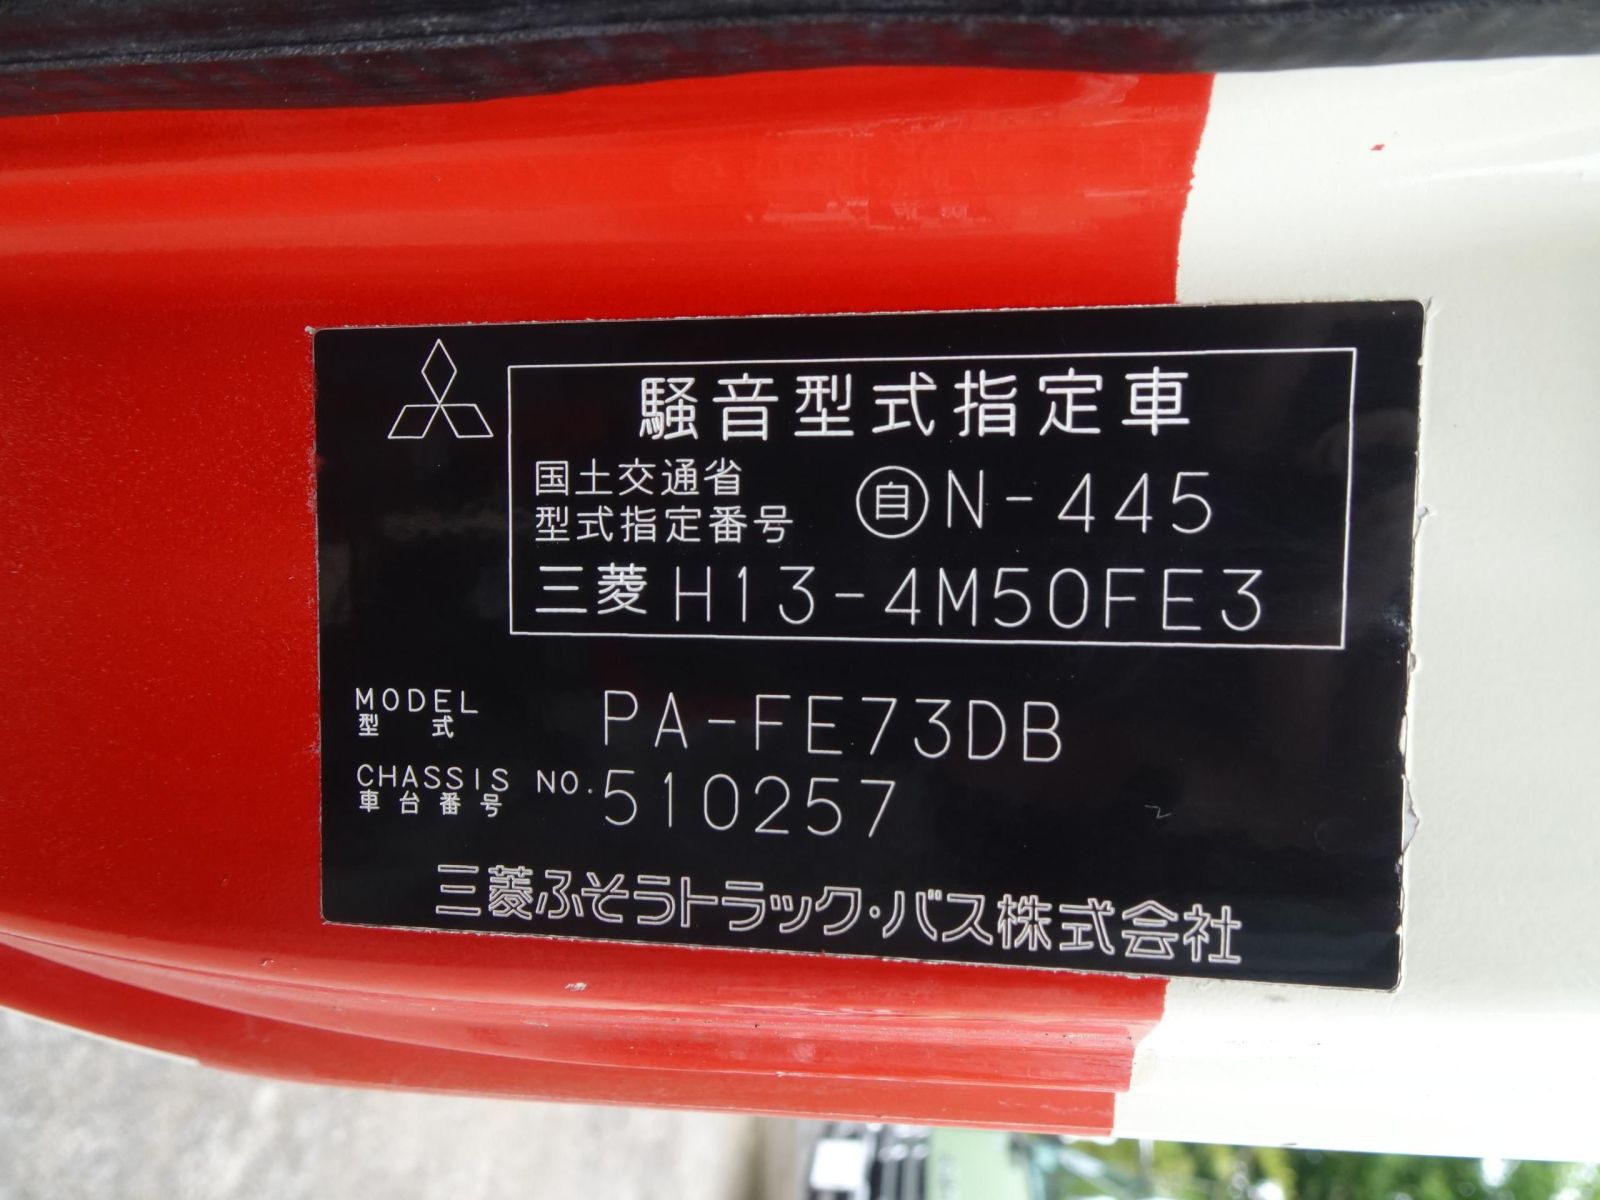 騒音型式指定車
国土交通省
型式指定番号 自 N-445
三菱 H13-4M50FE3
MODEL PA-FE73DB
型式
CHASSIS NO. 510257
車台番号
三菱ふそうトラック・バス株式会社